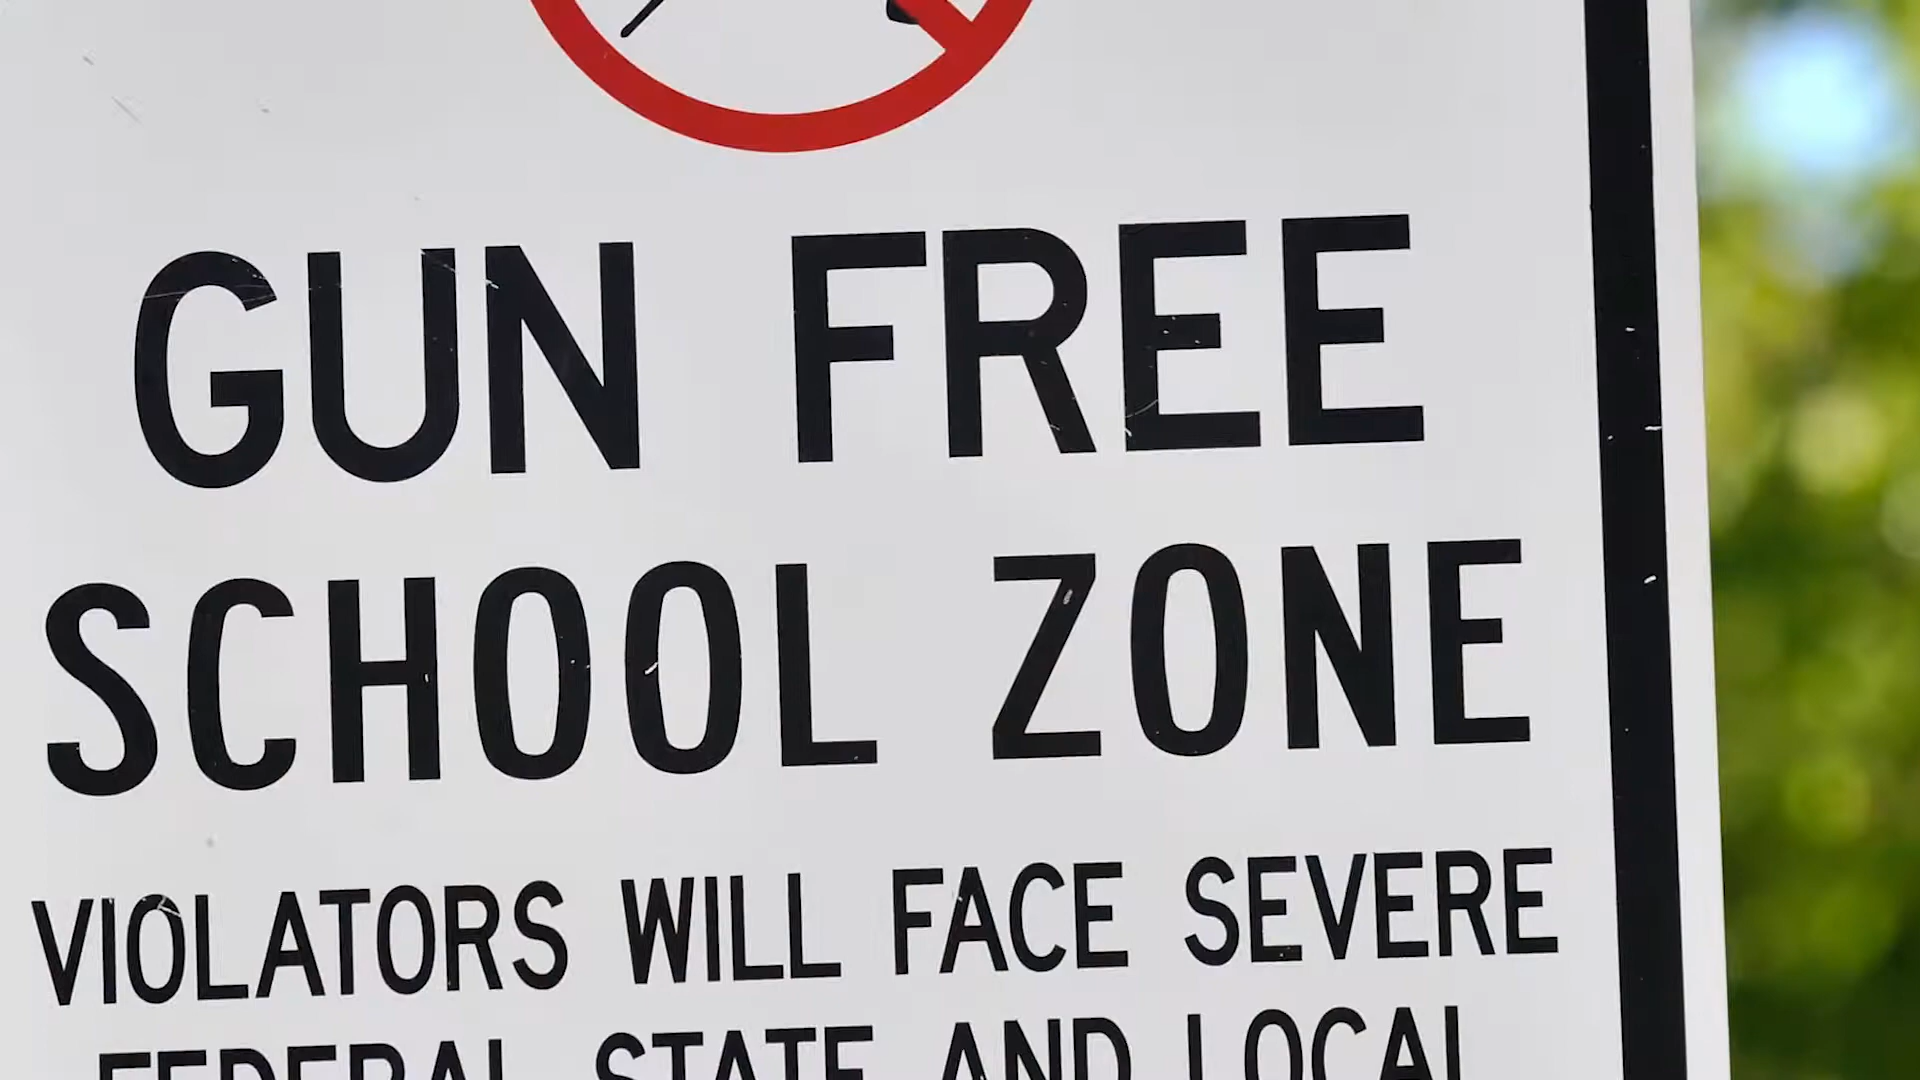 GUN FREE
SCHOOL ZONE
VIOLATORS WILL FACE SEVERE
FEDERAL STATE AND LOCAL